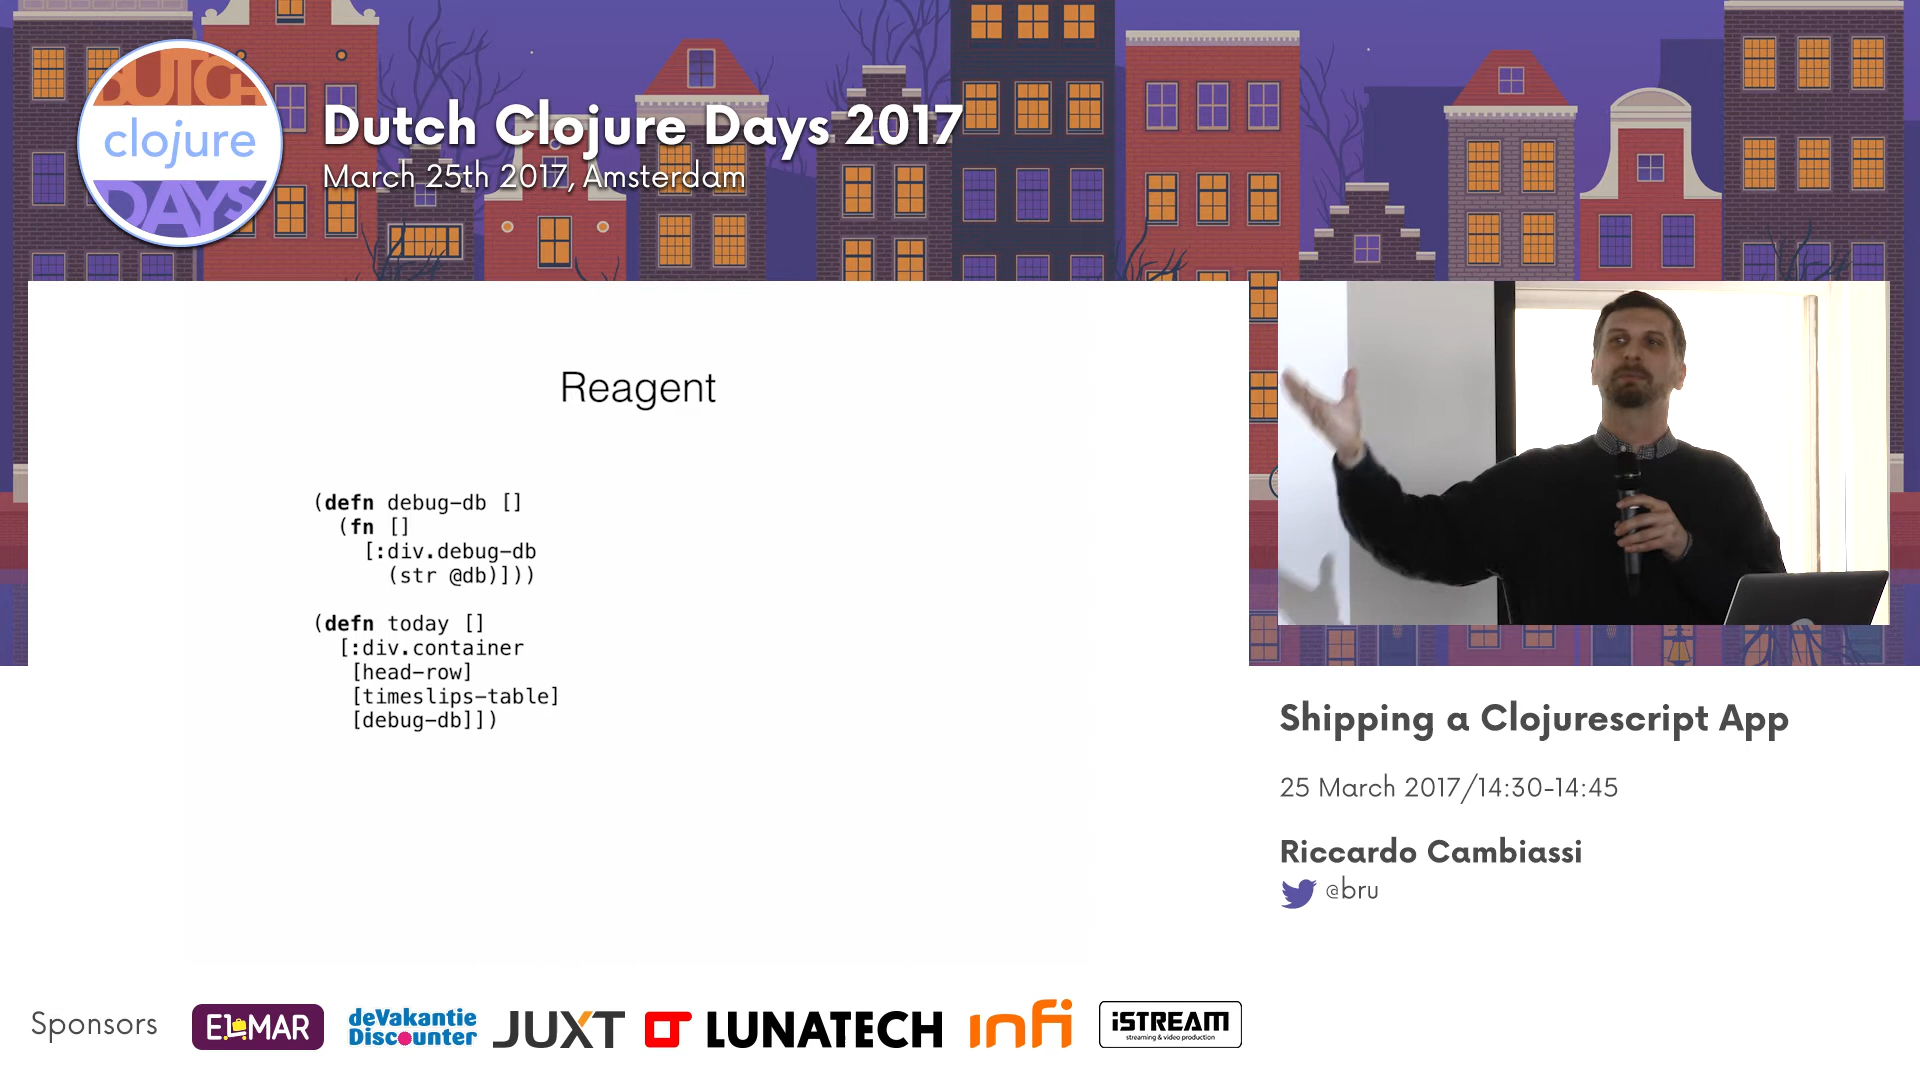 DUTCH
clojure
DAYS
Dutch Clojure Days 2017
March 25th 2017, Amsterdam
Reagent
(defn debug-db []
  (fn []
    [:div.debug-db
      (str @db)]))
(defn today []
  [:div.container
   [head-row]
   [timeslips-table]
   [debug-db]])
Shipping a Clojurescript App
25 March 2017/14:30-14:45
Riccardo Cambiassi
@bru
Sponsors
ELMAR
deVakantie
Discounter
JUXT
LUNATECH
infi
iSTREAM
streaming & video production